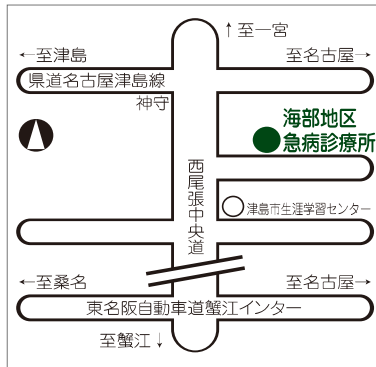 ↑至一宮
←至津島
至名古屋→
県道名古屋津島線
神守
海部地区
急病診療所
西尾張中央道
津島市生涯学習センター
←至桑名
至名古屋→
東名阪自動車道蟹江インター
至蟹江↓